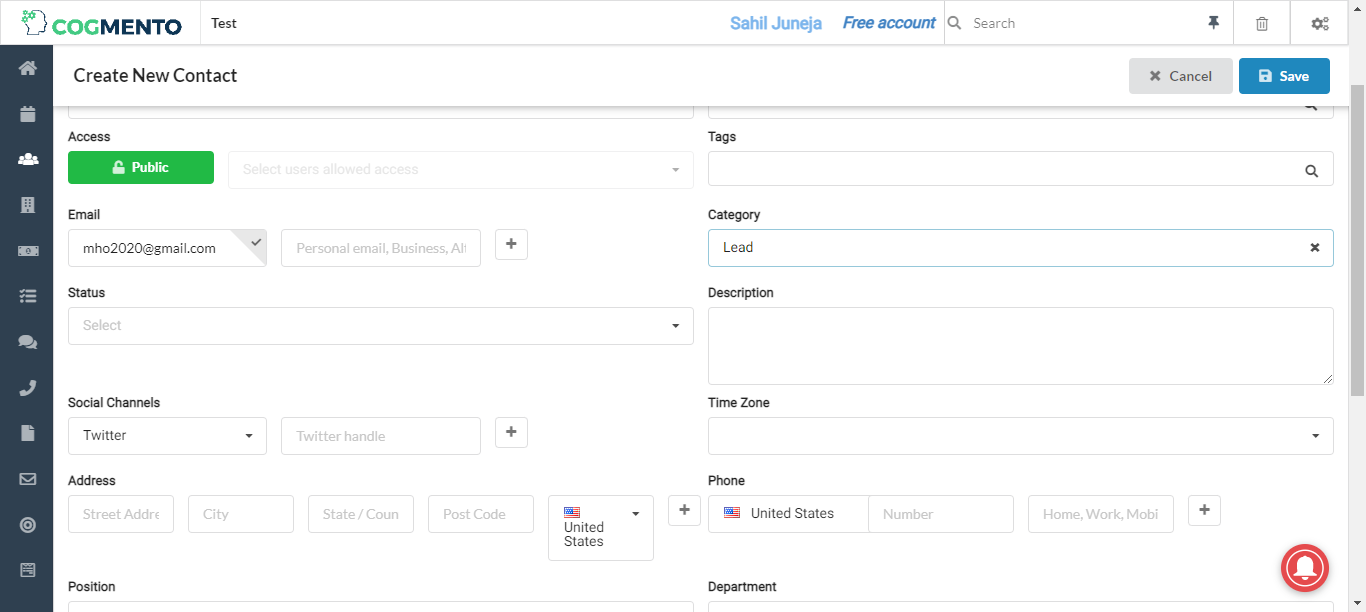 COGMENTO
Test
Sahil Juneja
Free account
Search
Create New Contact
Cancel
Save
Access
Tags
Public
Select users allowed access
Email
Category
mho2020@gmail.com
Personal email, Business, Alt
Lead
Status
Description
Select
Social Channels
Time Zone
Twitter
Twitter handle
Address
Phone
Street Addre
City
State / Coun
Post Code
United
States
United States
Number
Home, Work, Mobi
Position
Department